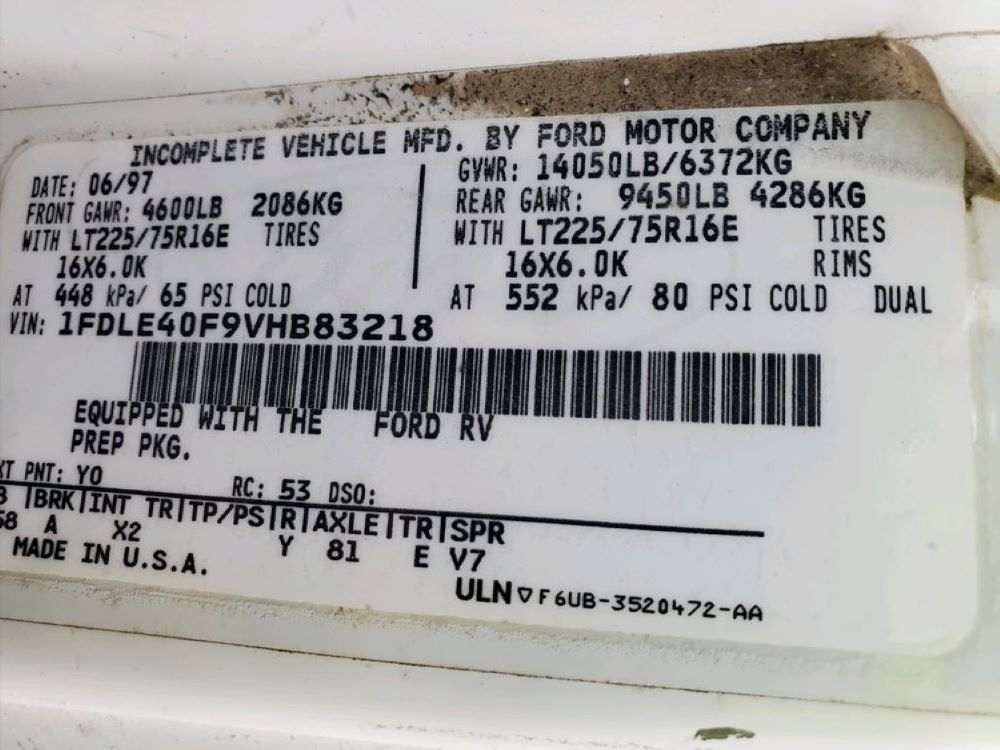 INCOMPLETE VEHICLE MFD. BY FORD MOTOR COMPANY
DATE: 06/97
GVWR: 14050LB/6372KG
FRONT GAWR: 4600LB 2086KG
REAR GAWR: 9450LB 4286KG
WITH LT225/75R16E TIRES
WITH LT225/75R16E TIRES
16X6.0K
16X6.0K RIMS
AT 448 kPa/ 65 PSI COLD
AT 552 kPa/ 80 PSI COLD DUAL
VIN: 1FDLE40F9VHB83218
EQUIPPED WITH THE FORD RV
PREP PKG.
PNT: YO
RC: 53 DSO:
BRK INT TR TP/PS R AXLE TR SPR
A X2 Y 81 E V7
MADE IN U.S.A.
ULN ▽ F6UB-3520472-AA